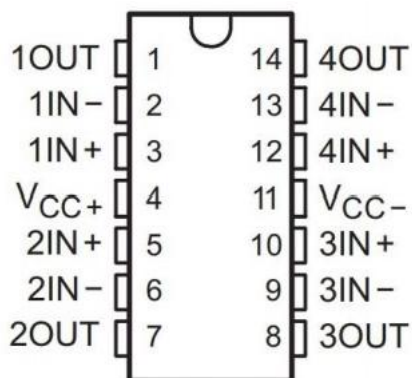 1OUT 1 14 4OUT
1IN− 2 13 4IN−
1IN+ 3 12 4IN+
VCC+ 4 11 VCC−
2IN+ 5 10 3IN+
2IN− 6 9 3IN−
2OUT 7 8 3OUT